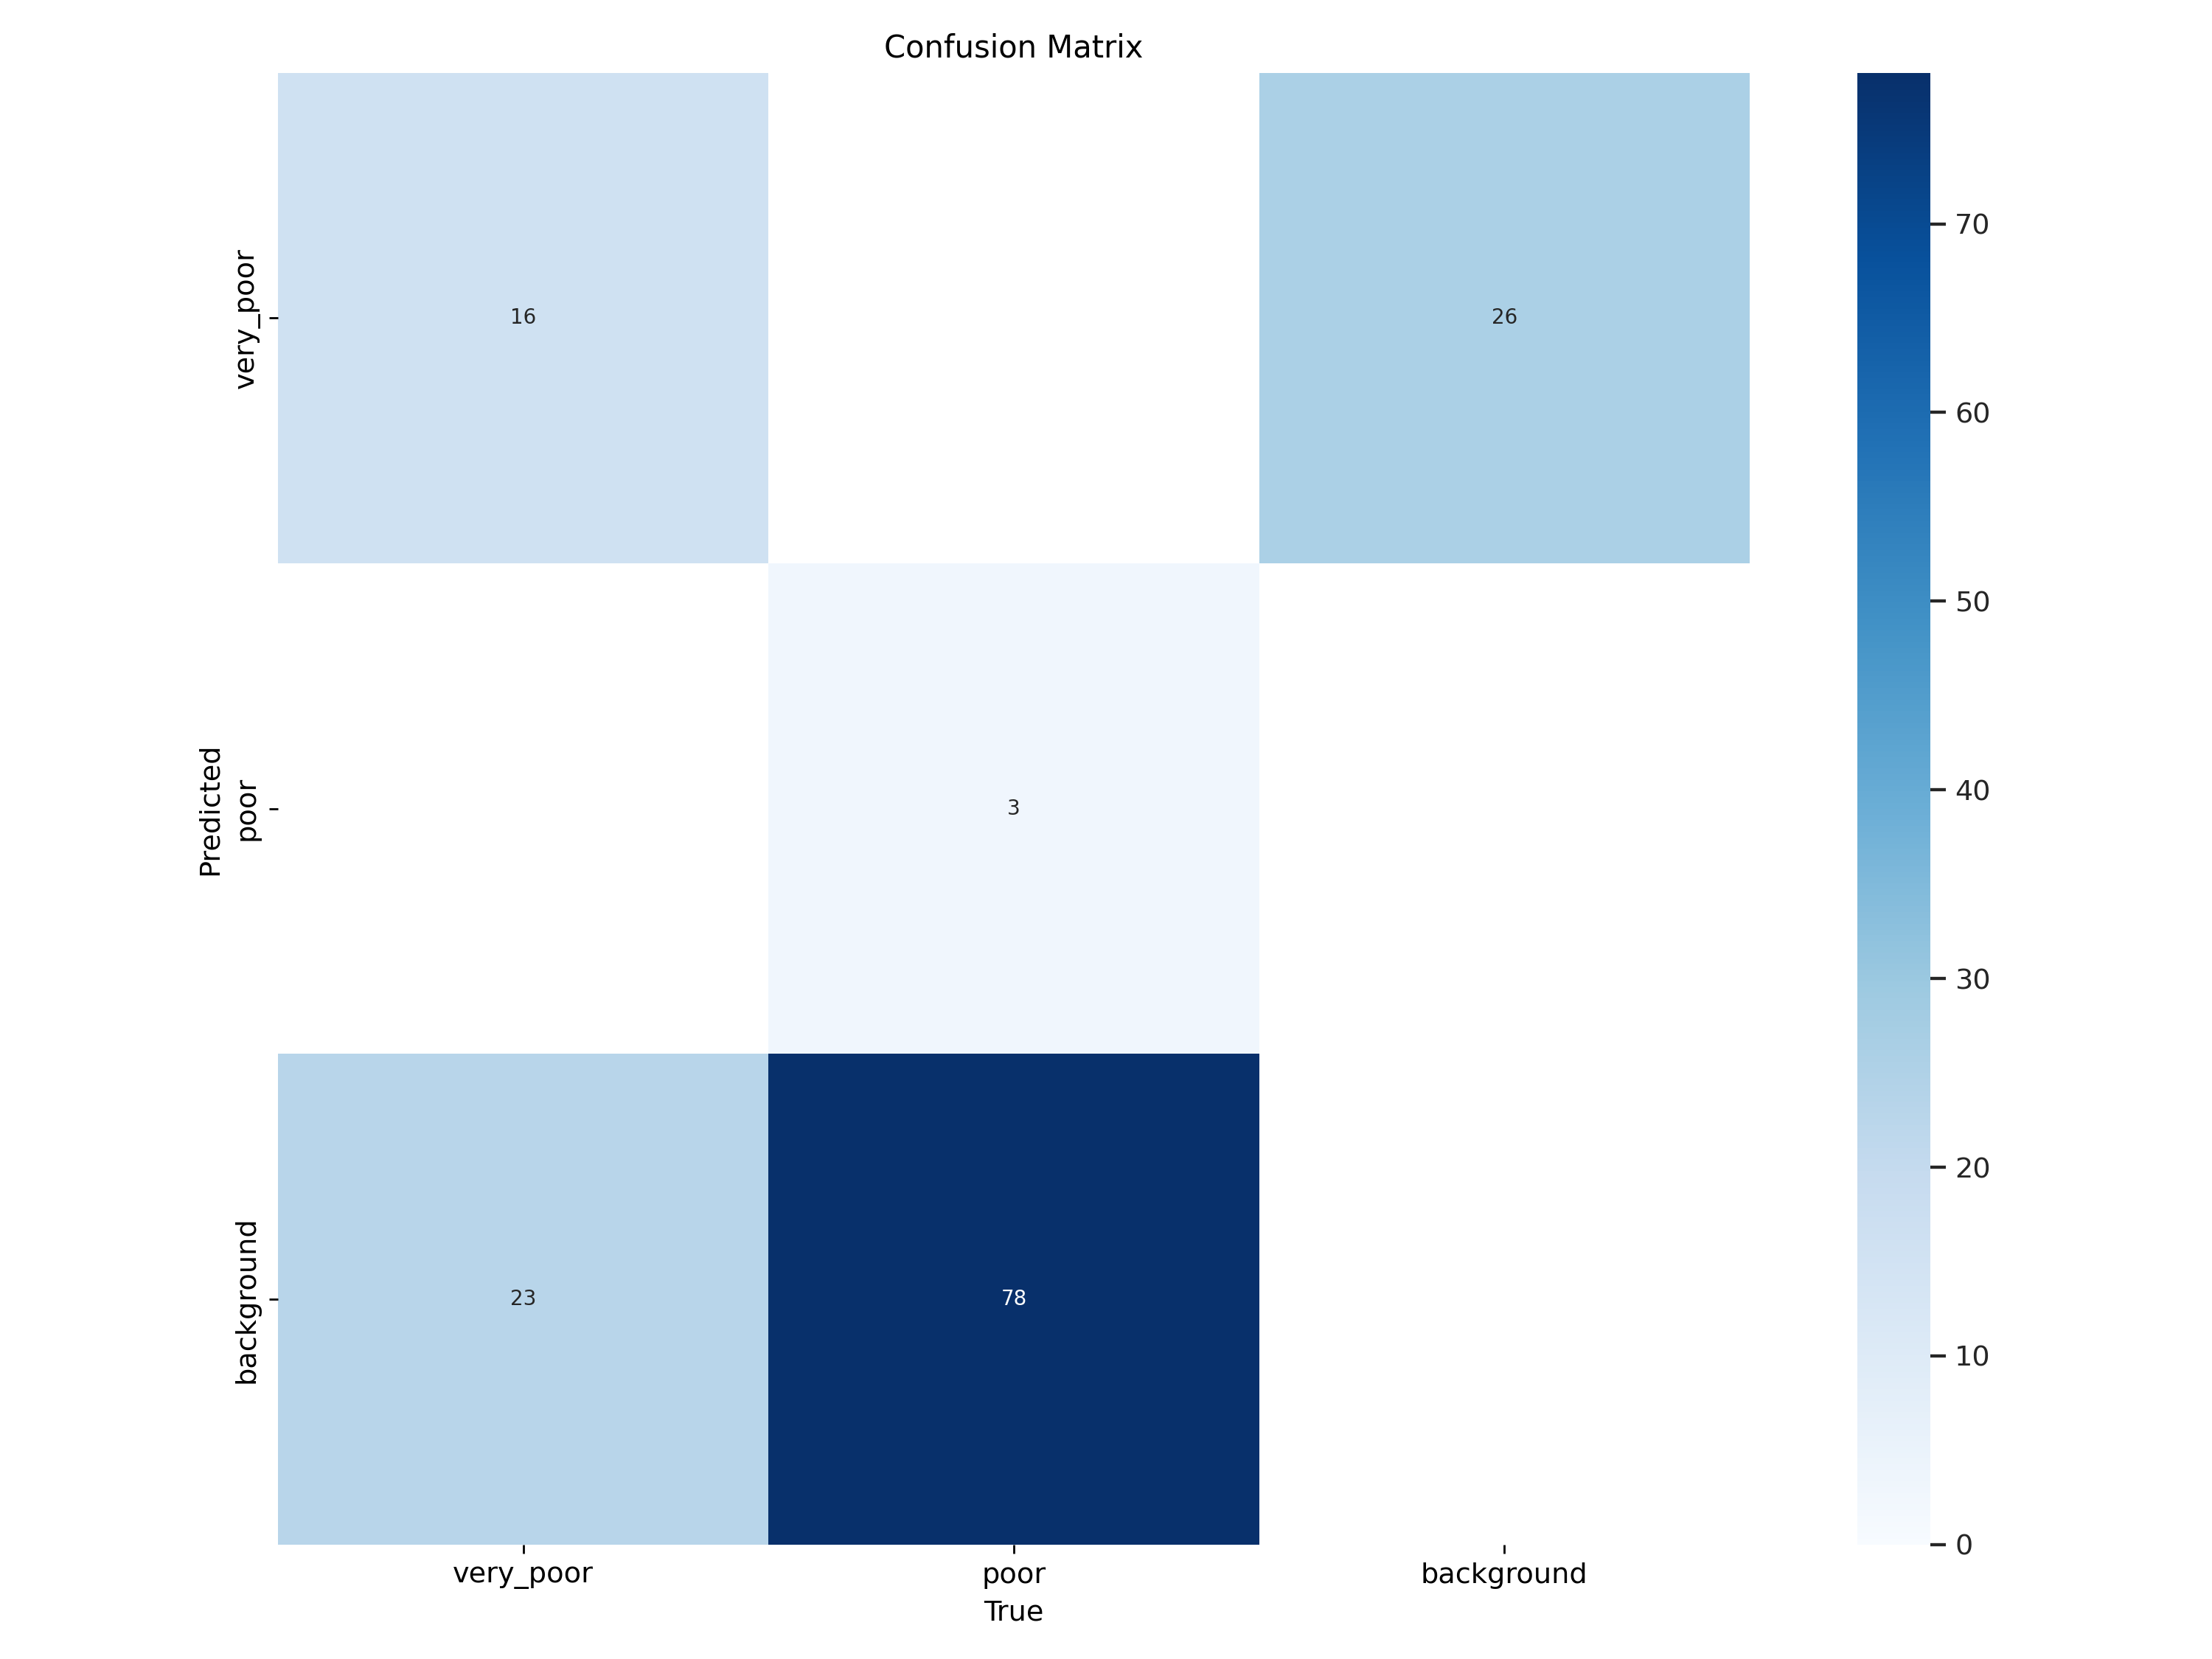 Confusion Matrix
very_poor
16
26
70
60
50
40
30
20
10
0
Predicted
poor
3
background
23
78
very_poor
poor
background
True